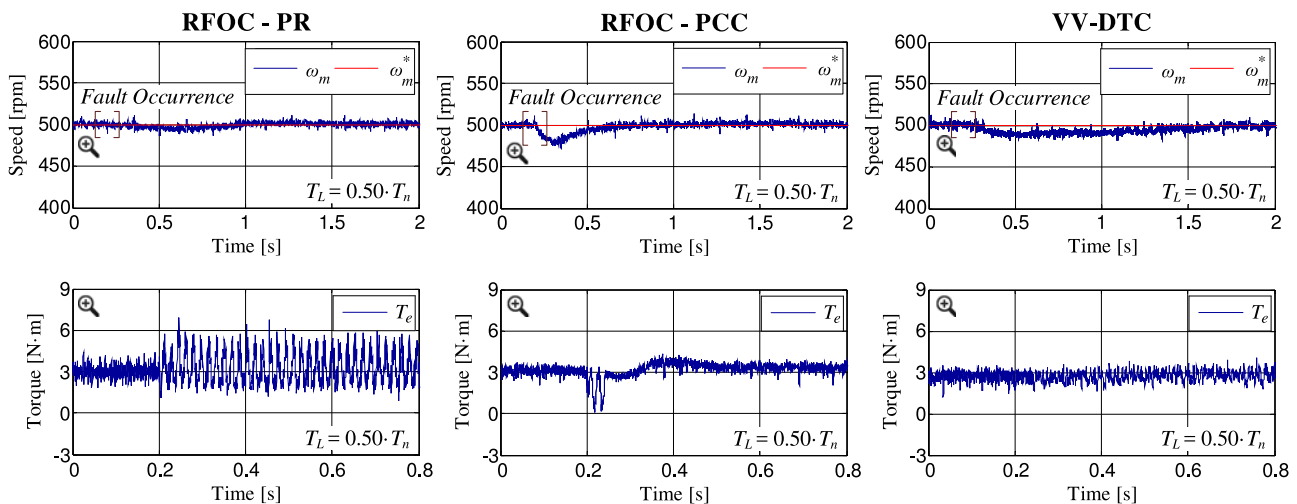 RFOC - PR
RFOC - PCC
VV-DTC
600
550
500
450
400
Speed [rpm]
ω_m ω_m^*
Fault Occurrence
T_L = 0.50·T_n
0 0.5 1 1.5 2
Time [s]
600
550
500
450
400
Speed [rpm]
ω_m ω_m^*
Fault Occurrence
T_L = 0.50·T_n
0 0.5 1 1.5 2
Time [s]
600
550
500
450
400
Speed [rpm]
ω_m ω_m^*
Fault Occurrence
T_L = 0.50·T_n
0 0.5 1 1.5 2
Time [s]
9
6
3
0
-3
Torque [N·m]
T_e
T_L = 0.50·T_n
0 0.2 0.4 0.6 0.8
Time [s]
9
6
3
0
-3
Torque [N·m]
T_e
T_L = 0.50·T_n
0 0.2 0.4 0.6 0.8
Time [s]
9
6
3
0
-3
Torque [N·m]
T_e
T_L = 0.50·T_n
0 0.2 0.4 0.6 0.8
Time [s]